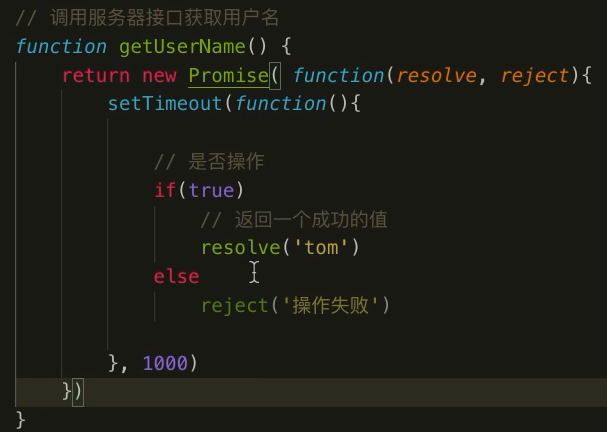 // 调用服务器接口获取用户名
function getUserName() {
return new Promise( function(resolve, reject){
setTimeout(function(){
// 是否操作
if(true)
// 返回一个成功的值
resolve('tom')
else
reject('操作失败')
}, 1000)
})
}